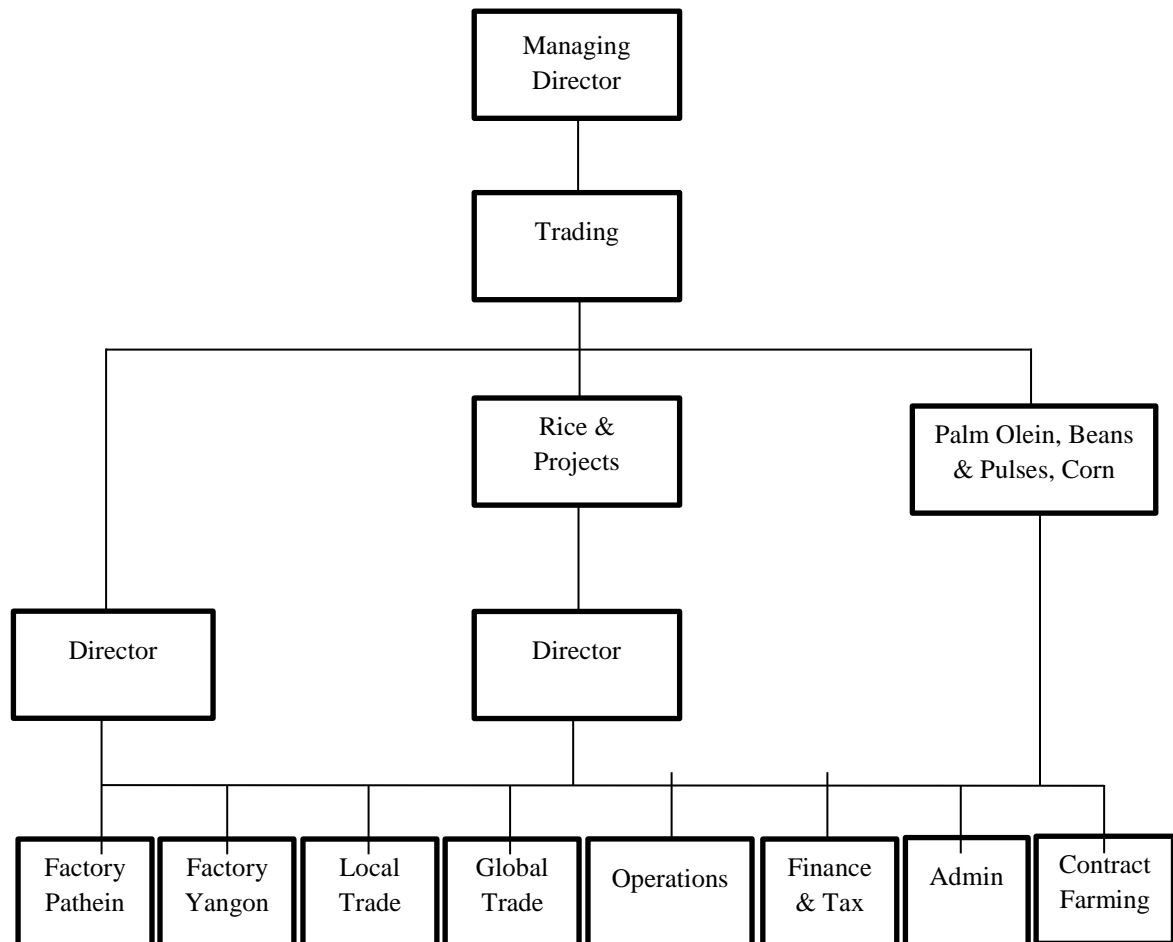 Managing
Director
Trading
Rice &
Projects
Palm Olein, Beans
& Pulses, Corn
Director
Director
Factory
Pathein
Factory
Yangon
Local
Trade
Global
Trade
Operations
Finance
& Tax
Admin
Contract
Farming